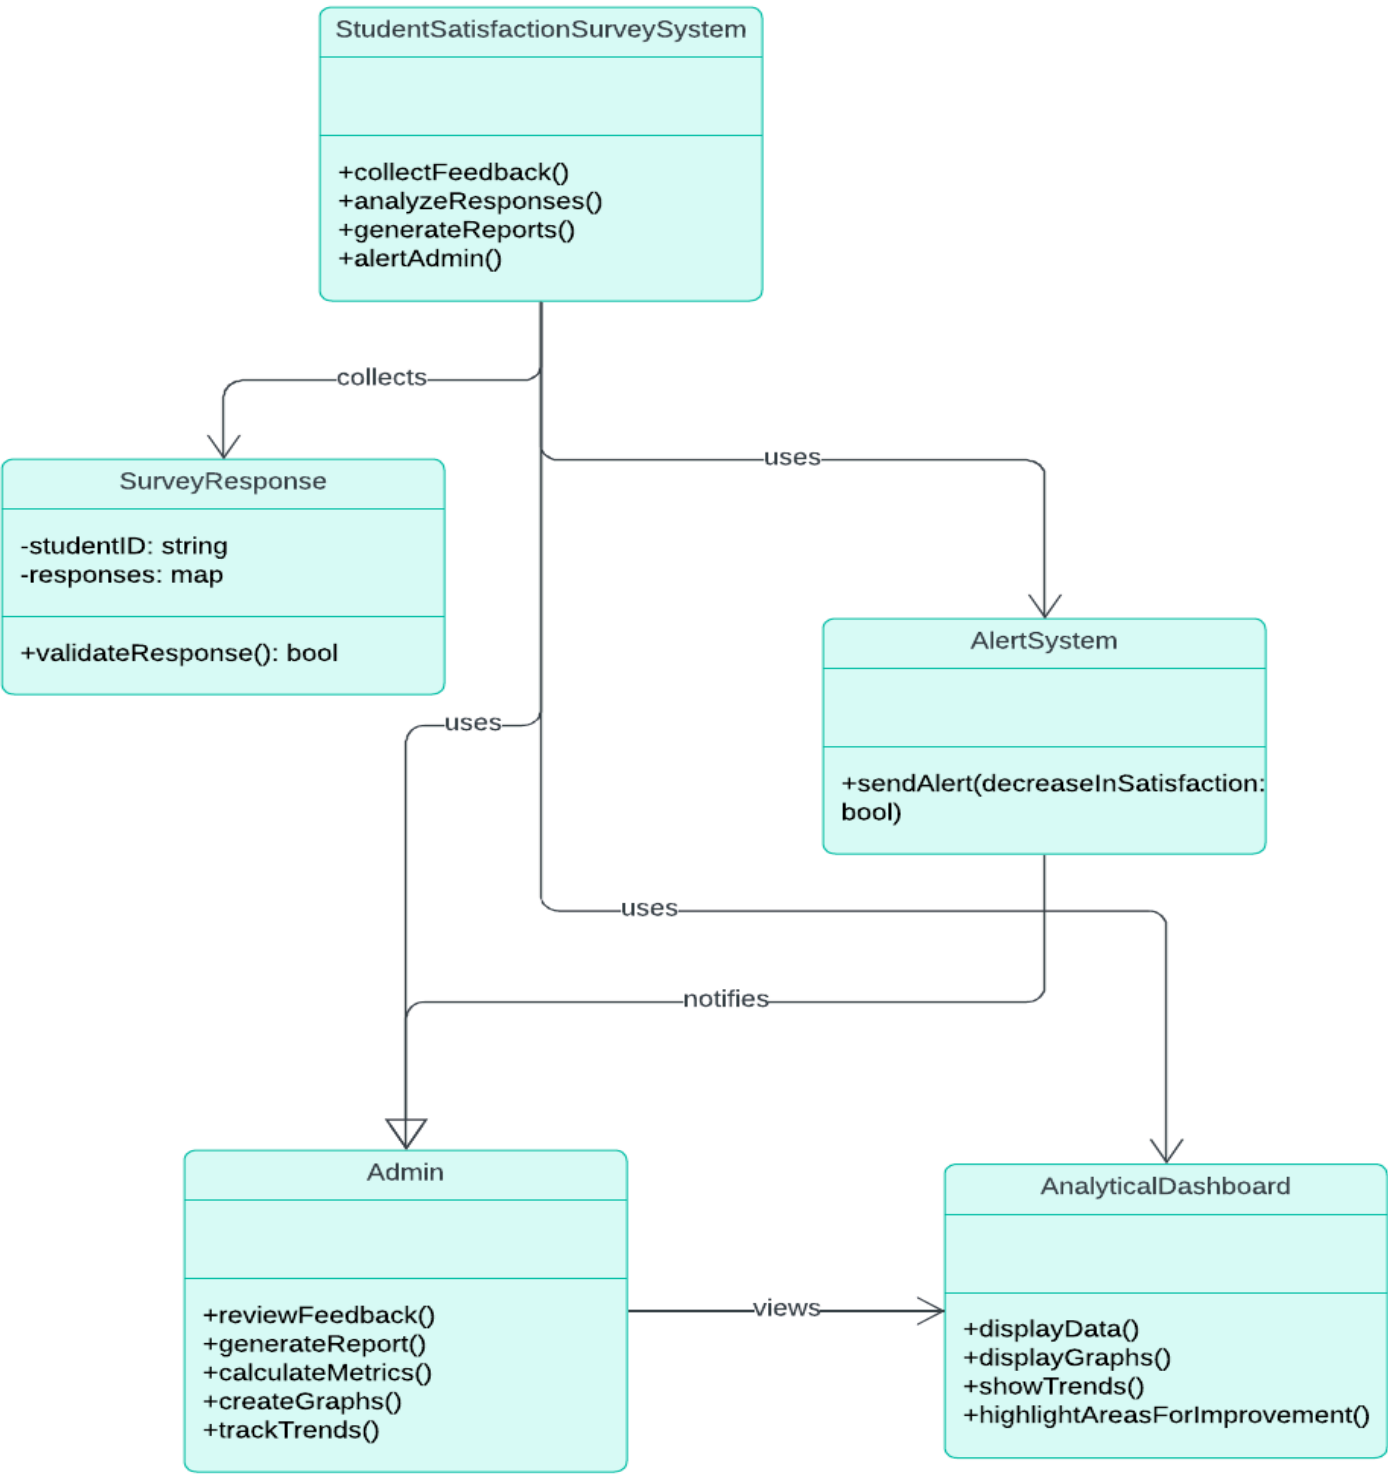 StudentSatisfactionSurveySystem
+collectFeedback()
+analyzeResponses()
+generateReports()
+alertAdmin()
collects
uses
SurveyResponse
-studentID: string
-responses: map
+validateResponse(): bool
uses
AlertSystem
+sendAlert(decreaseInSatisfaction:
bool)
uses
notifies
Admin
+reviewFeedback()
+generateReport()
+calculateMetrics()
+createGraphs()
+trackTrends()
views
AnalyticalDashboard
+displayData()
+displayGraphs()
+showTrends()
+highlightAreasForImprovement()